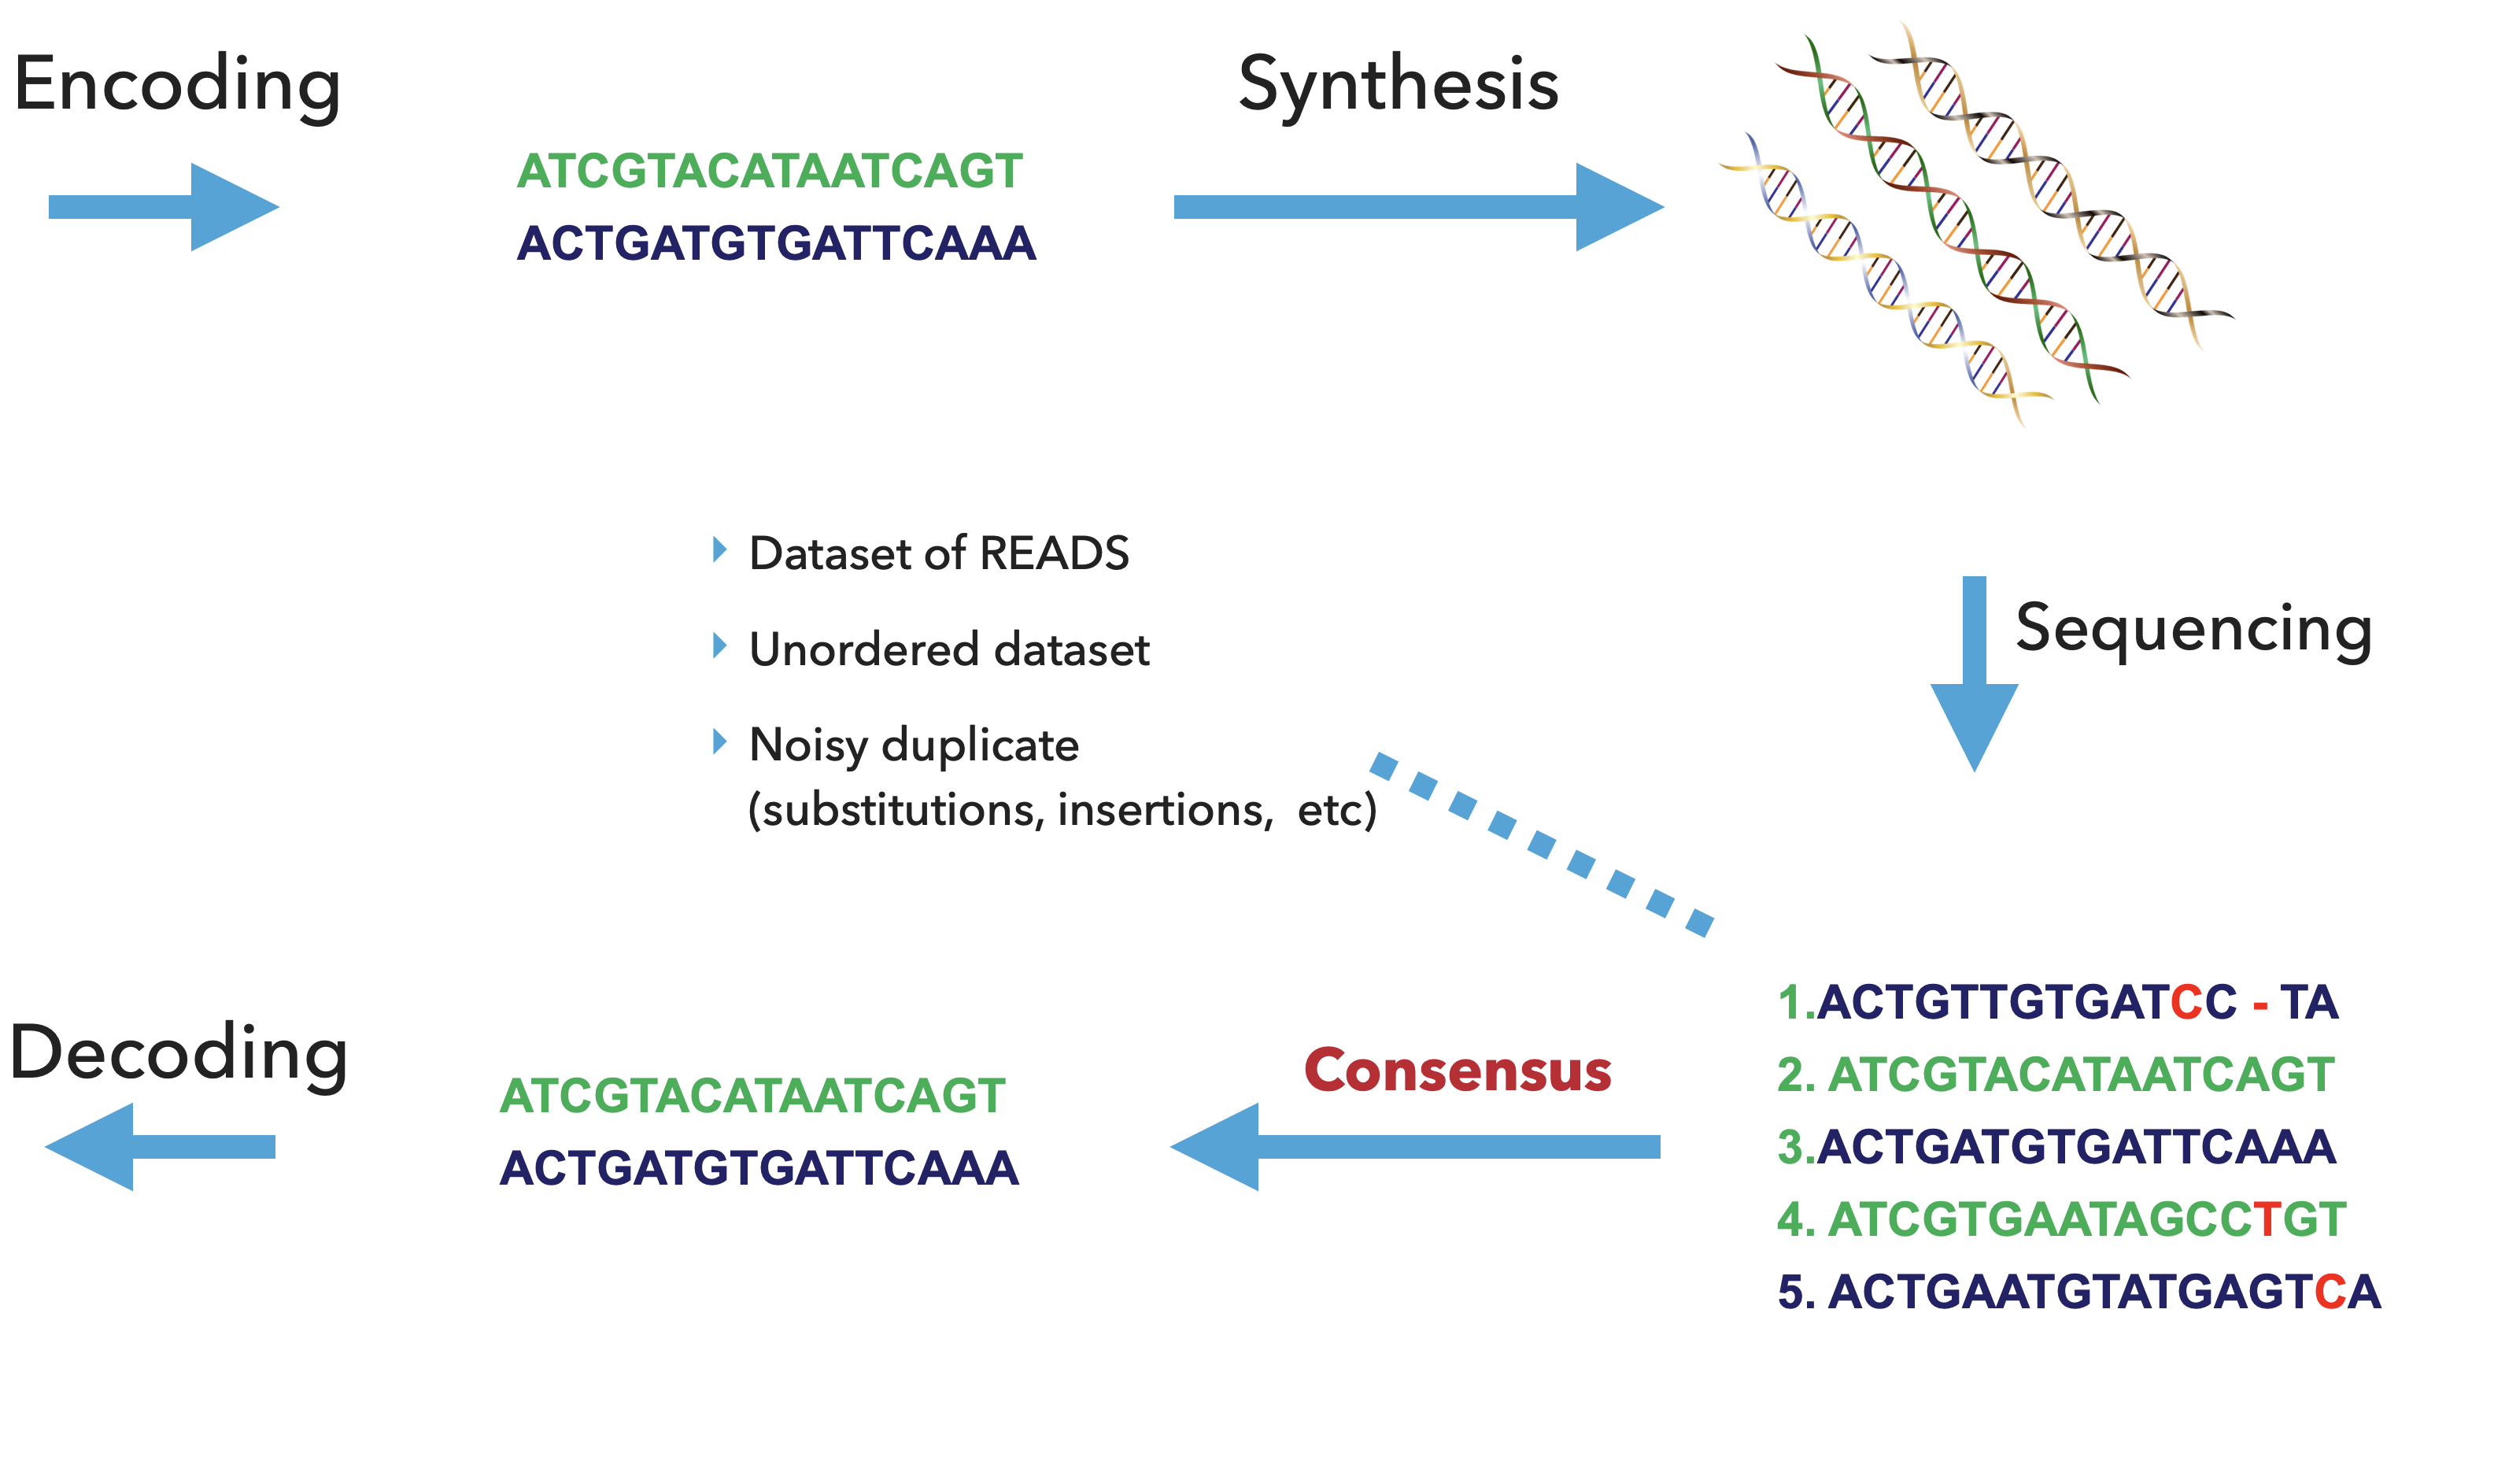 Encoding
Synthesis
ATCGTACATAATCAGT
ACTGATGTGATTCAAA
Dataset of READS
Unordered dataset
Noisy duplicate
(substitutions, insertions, etc)
Sequencing
1.ACTGTTGTGATCC - TA
2. ATCGTACATAATCAGT
3.ACTGATGTGATTCAAA
4. ATCGTGAATAGCCTGT
5. ACTGAATGTATGAGTCA
Consensus
Decoding
ATCGTACATAATCAGT
ACTGATGTGATTCAAA